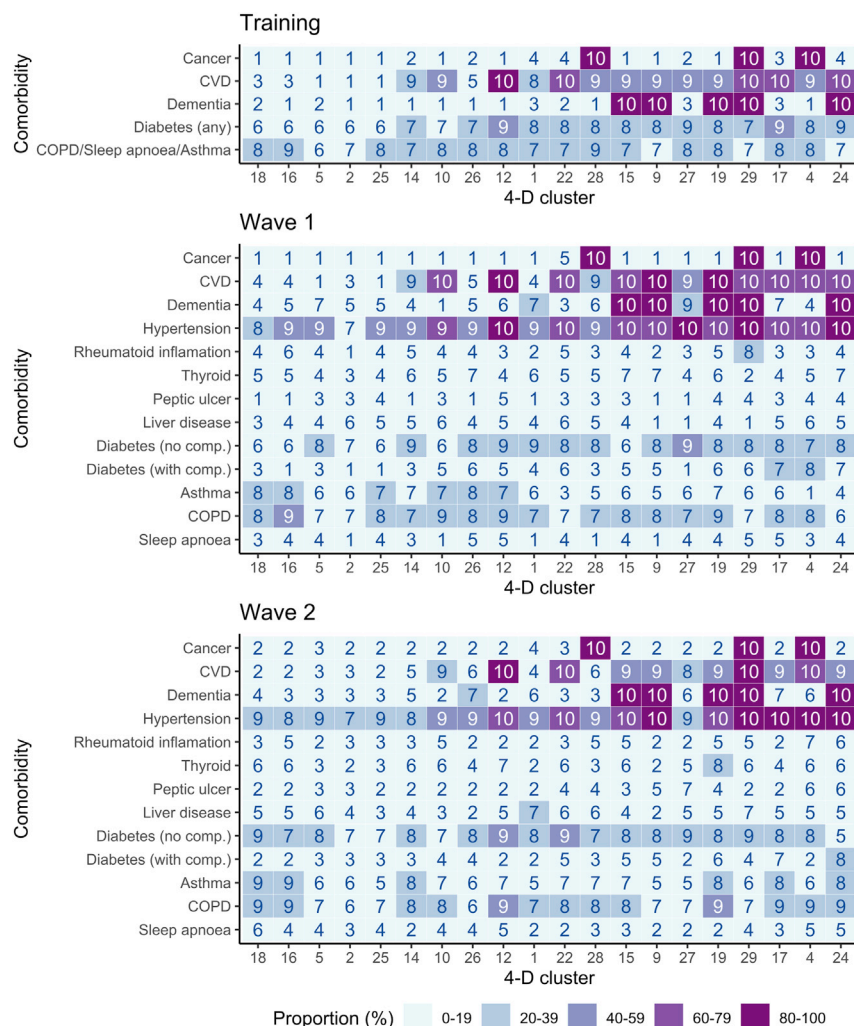 Training
Comorbidity
Cancer 1 1 1 1 1 2 1 2 1 4 4 10 1 1 2 1 10 3 10 4
CVD 3 3 1 1 1 9 9 5 10 8 10 9 9 9 9 9 10 10 9 10
Dementia 2 1 2 1 1 1 1 1 1 3 2 1 10 10 3 10 10 3 1 10
Diabetes (any) 6 6 6 6 6 7 7 7 9 8 8 8 8 9 8 8 7 9 8 9
COPD/Sleep apnoea/Asthma 8 9 6 7 8 7 8 8 8 7 7 9 7 7 8 8 7 8 8 7
18 16 5 2 25 14 10 26 12 1 22 28 15 9 27 19 29 17 4 24
4-D cluster
Wave 1
Comorbidity
Cancer 1 1 1 1 1 1 1 1 1 1 5 10 1 1 1 1 10 1 10 1
CVD 4 4 1 3 1 9 10 5 10 4 10 9 10 10 9 10 10 10 10 10
Dementia 4 5 7 5 5 4 1 5 6 7 3 6 10 10 9 10 10 7 4 10
Hypertension 8 9 9 7 9 9 9 9 10 9 10 9 10 10 10 10 10 10 10 10
Rheumatoid inflamation 4 6 4 1 4 5 4 4 3 2 5 3 4 2 3 5 8 3 3 4
Thyroid 5 5 4 3 4 6 5 7 4 6 5 5 7 7 4 6 2 4 5 7
Peptic ulcer 1 1 3 3 4 1 3 1 5 1 3 3 3 1 1 4 4 3 4 4
Liver disease 3 4 4 6 5 5 6 4 5 4 6 5 4 1 1 4 1 5 6 5
Diabetes (no comp.) 6 6 8 7 6 9 6 8 9 9 8 8 6 8 9 8 8 8 7 8
Diabetes (with comp.) 3 1 3 1 1 3 5 6 5 4 6 3 5 5 1 6 6 7 8 7
Asthma 8 8 6 6 7 7 7 8 7 6 3 5 6 5 6 7 6 6 1 4
COPD 8 9 7 7 8 7 9 8 9 7 7 7 8 8 7 9 7 8 8 6
Sleep apnoea 3 4 4 1 4 3 1 5 5 1 4 1 4 1 4 4 5 5 3 4
18 16 5 2 25 14 10 26 12 1 22 28 15 9 27 19 29 17 4 24
4-D cluster
Wave 2
Comorbidity
Cancer 2 2 3 2 2 2 2 2 2 4 3 10 2 2 2 2 10 2 10 2
CVD 2 2 3 3 2 5 9 6 10 4 10 6 9 9 8 9 10 9 10 9
Dementia 4 3 3 3 3 5 2 7 2 6 3 3 10 10 6 10 10 7 6 10
Hypertension 9 8 9 7 9 8 9 9 10 9 10 9 10 10 9 10 10 10 10 10
Rheumatoid inflamation 3 5 2 3 3 3 5 2 2 2 3 5 5 2 2 5 5 2 7 6
Thyroid 6 6 3 2 3 6 6 4 7 2 6 3 6 2 5 8 6 4 6 6
Peptic ulcer 2 2 3 3 2 2 2 2 2 2 4 4 3 5 7 4 2 2 6 6
Liver disease 5 5 6 4 3 4 3 2 5 7 6 6 4 2 5 5 7 5 5 5
Diabetes (no comp.) 9 7 8 7 7 8 7 8 9 8 9 7 8 8 9 8 9 8 8 5
Diabetes (with comp.) 2 2 3 3 3 3 4 4 2 2 5 3 5 5 2 6 4 7 2 8
Asthma 9 9 6 6 5 8 7 6 7 5 7 7 7 5 5 8 6 8 6 8
COPD 9 9 7 6 7 8 8 6 9 7 8 8 8 7 7 9 7 9 9 9
Sleep apnoea 6 4 4 3 4 2 4 4 5 2 2 3 3 2 2 2 4 3 5 5
18 16 5 2 25 14 10 26 12 1 22 28 15 9 27 19 29 17 4 24
4-D cluster
Proportion (%) 0-19 20-39 40-59 60-79 80-100